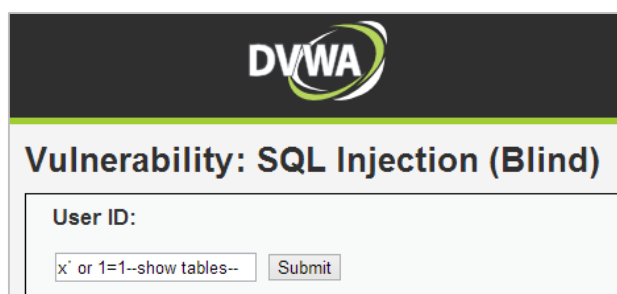 DVWA
Vulnerability: SQL Injection (Blind)
User ID:
x' or 1=1--show tables--
Submit